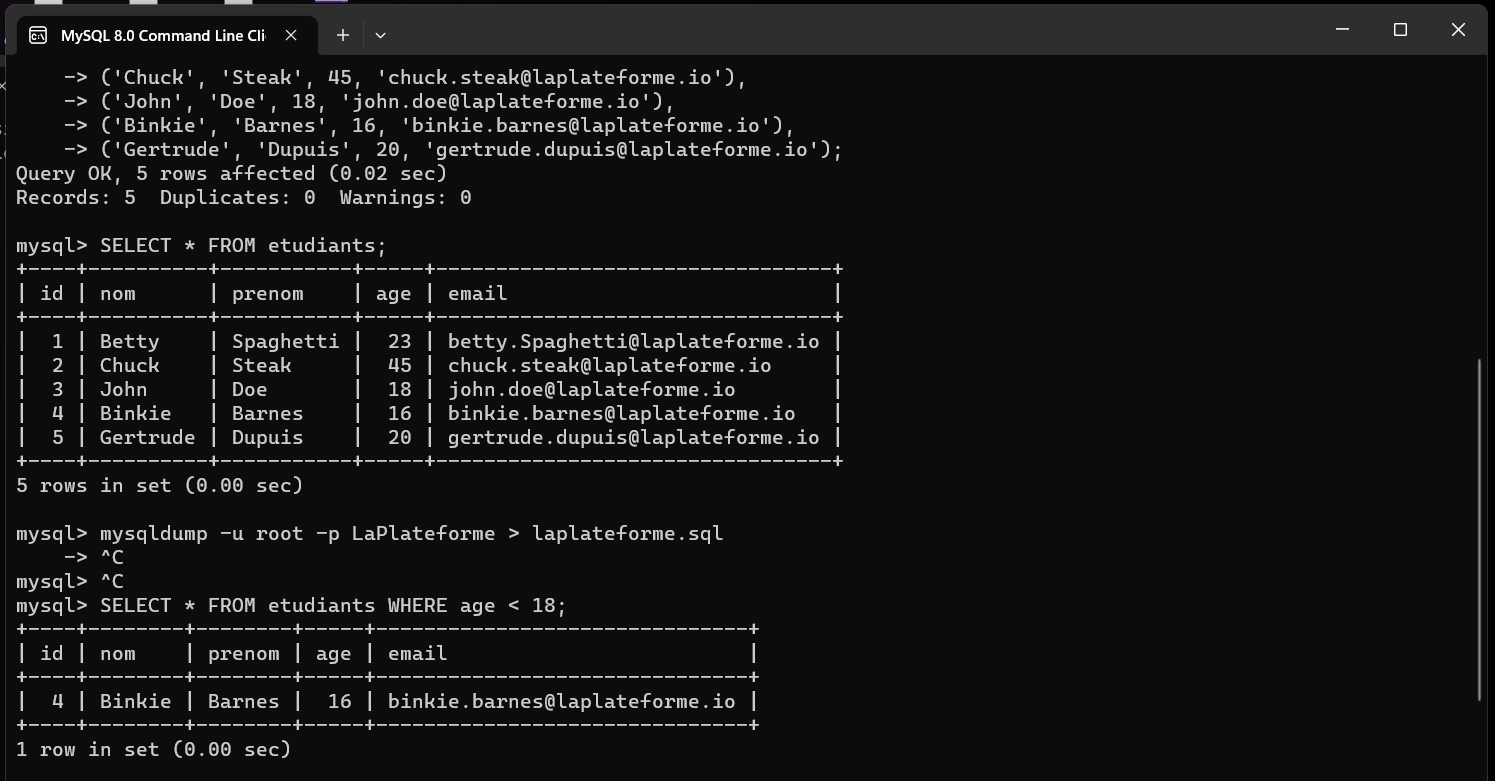 MySQL 8.0 Command Line Cli
-> ('Chuck', 'Steak', 45, 'chuck.steak@laplateforme.io'),
-> ('John', 'Doe', 18, 'john.doe@laplateforme.io'),
-> ('Binkie', 'Barnes', 16, 'binkie.barnes@laplateforme.io'),
-> ('Gertrude', 'Dupuis', 20, 'gertrude.dupuis@laplateforme.io');
Query OK, 5 rows affected (0.02 sec)
Records: 5  Duplicates: 0  Warnings: 0
mysql> SELECT * FROM etudiants;
+----+----------+-----------+-----+---------------------------------+
| id | nom      | prenom    | age | email                           |
+----+----------+-----------+-----+---------------------------------+
|  1 | Betty    | Spaghetti |  23 | betty.Spaghetti@laplateforme.io |
|  2 | Chuck    | Steak     |  45 | chuck.steak@laplateforme.io     |
|  3 | John     | Doe       |  18 | john.doe@laplateforme.io        |
|  4 | Binkie   | Barnes    |  16 | binkie.barnes@laplateforme.io   |
|  5 | Gertrude | Dupuis    |  20 | gertrude.dupuis@laplateforme.io |
+----+----------+-----------+-----+---------------------------------+
5 rows in set (0.00 sec)
mysql> mysqldump -u root -p LaPlateforme > laplateforme.sql
-> ^C
mysql> ^C
mysql> SELECT * FROM etudiants WHERE age < 18;
+----+--------+--------+-----+-------------------------------+
| id | nom    | prenom | age | email                         |
+----+--------+--------+-----+-------------------------------+
|  4 | Binkie | Barnes |  16 | binkie.barnes@laplateforme.io |
+----+--------+--------+-----+-------------------------------+
1 row in set (0.00 sec)